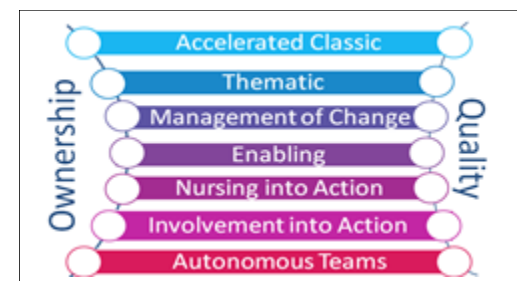 Accelerated Classic
Thematic
Management of Change
Enabling
Nursing into Action
Involvement into Action
Autonomous Teams
Ownership
Quality